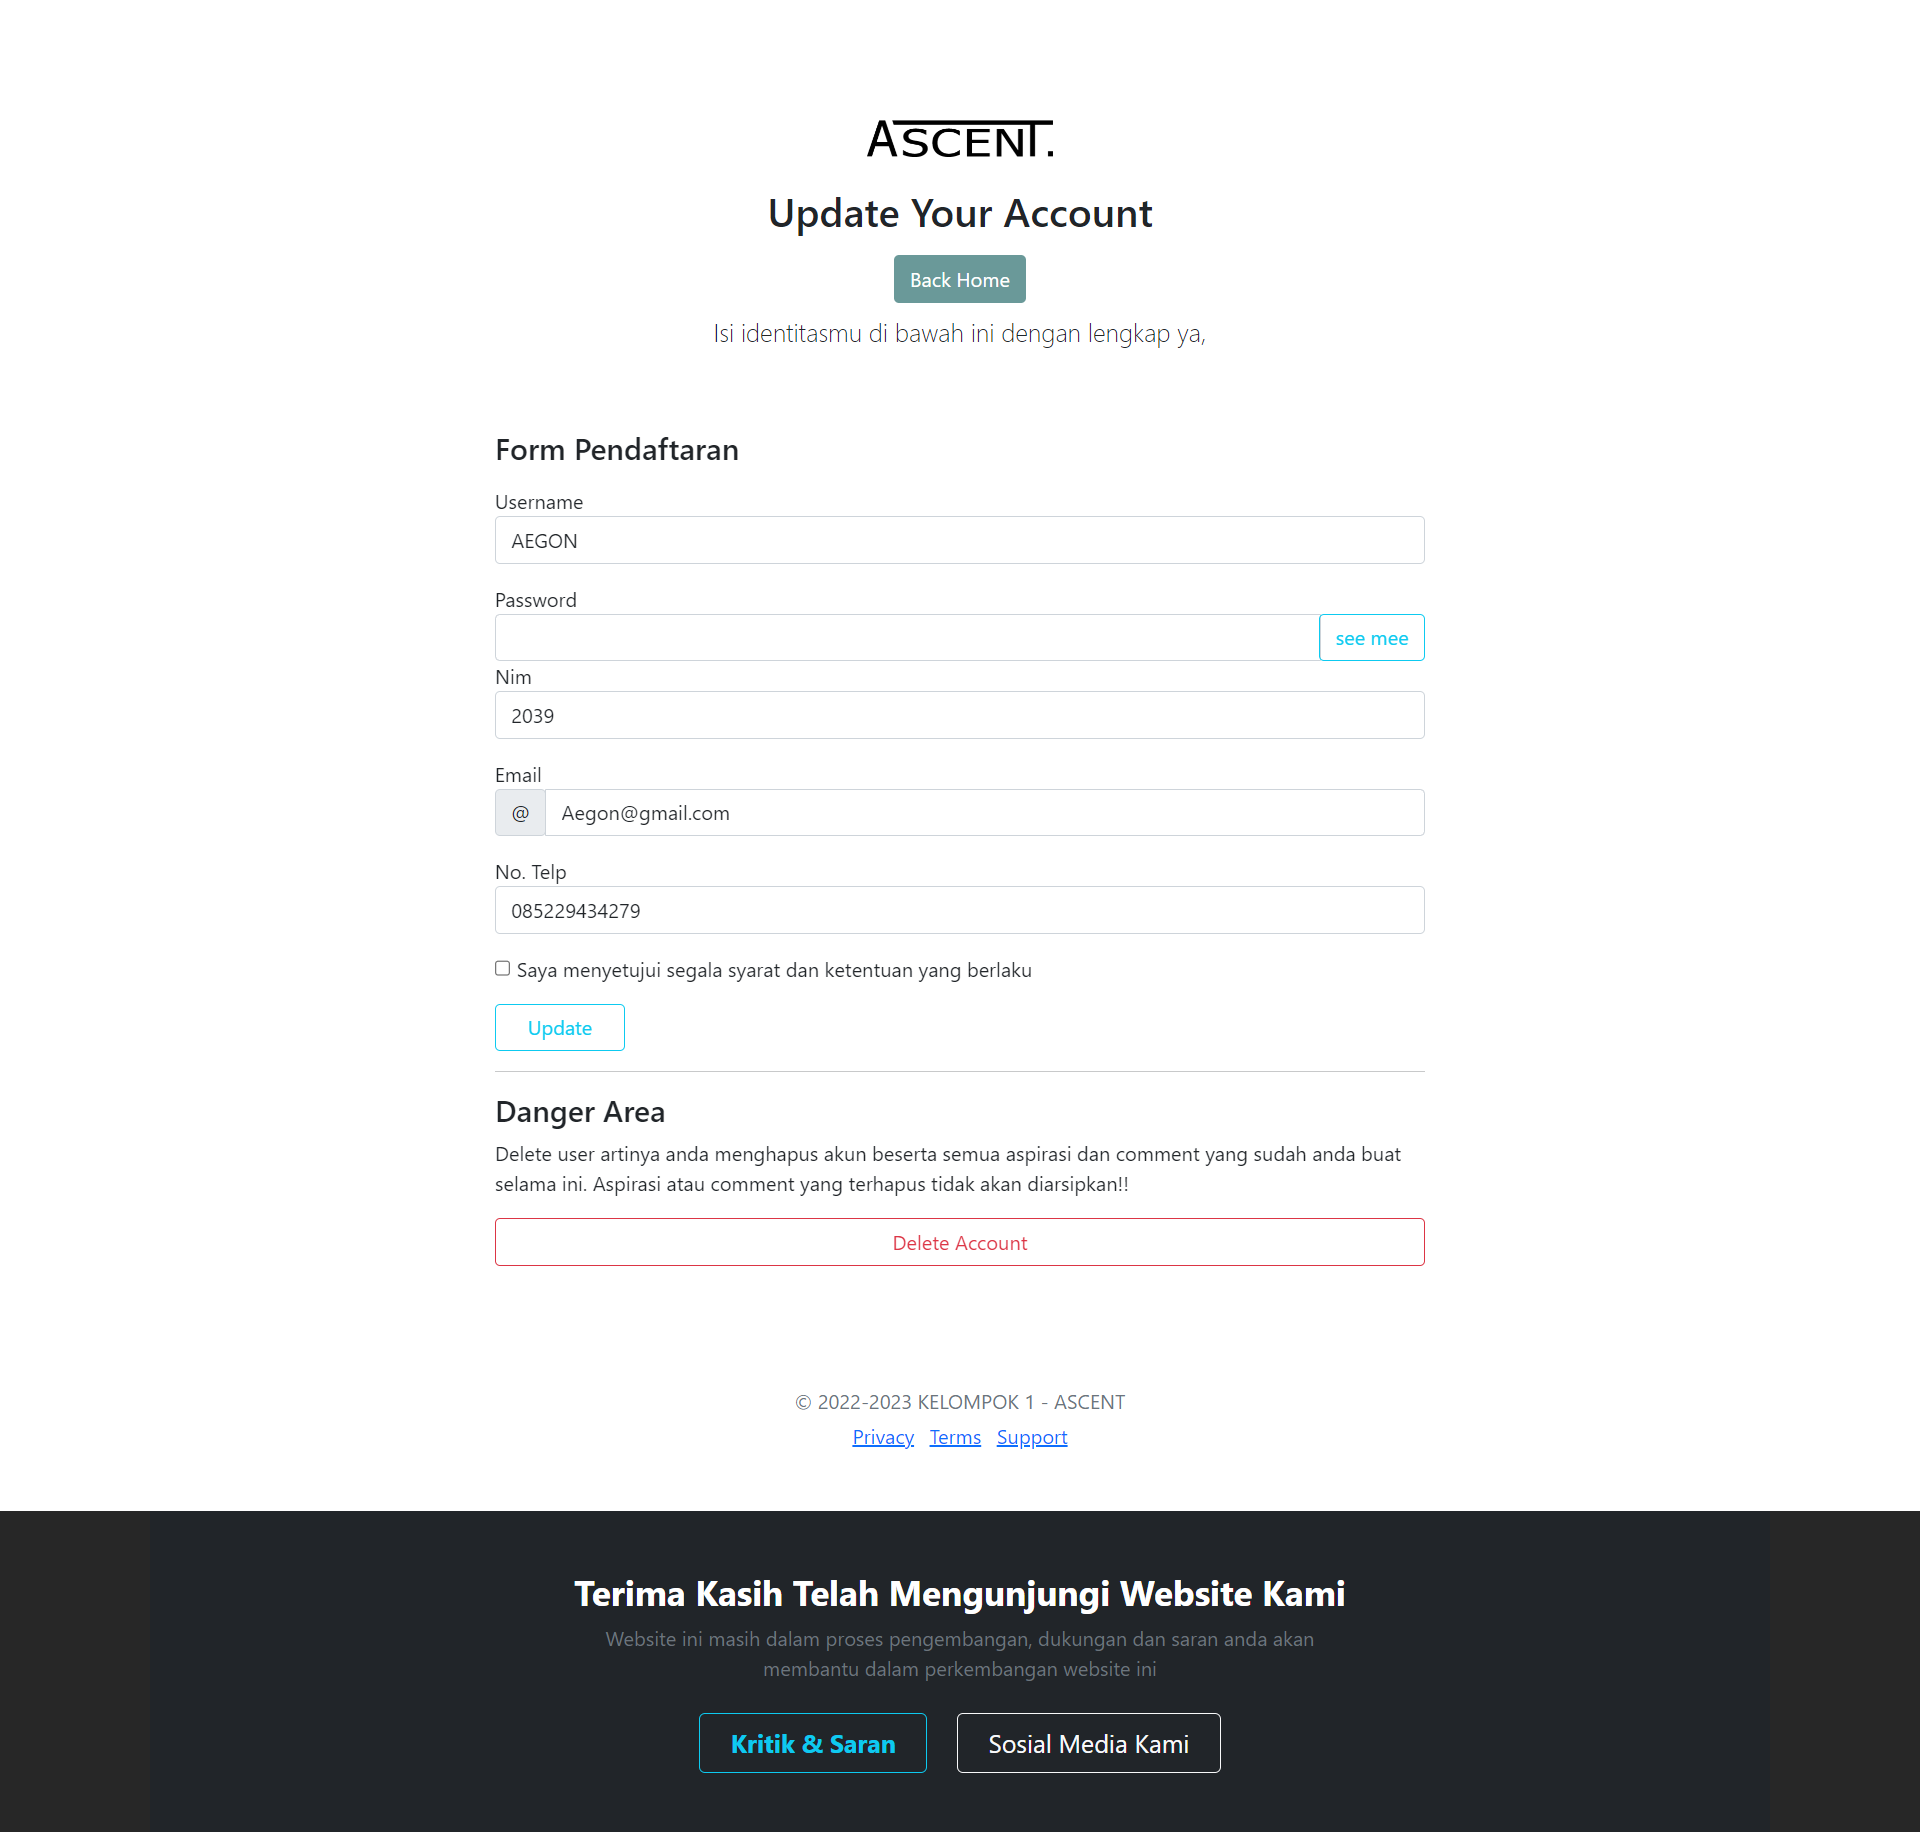 ASCENT.
Update Your Account
Back Home
Isi identitasmu di bawah ini dengan lengkap ya,
Form Pendaftaran
Username
AEGON
Password
see mee
Nim
2039
Email
@ Aegon@gmail.com
No. Telp
085229434279
Saya menyetujui segala syarat dan ketentuan yang berlaku
Update
Danger Area
Delete user artinya anda menghapus akun beserta semua aspirasi dan comment yang sudah anda buat
selama ini. Aspirasi atau comment yang terhapus tidak akan diarsipkan!!
Delete Account
© 2022-2023 KELOMPOK 1 - ASCENT
Privacy Terms Support
Terima Kasih Telah Mengunjungi Website Kami
Website ini masih dalam proses pengembangan, dukungan dan saran anda akan
membantu dalam perkembangan website ini
Kritik & Saran Sosial Media Kami